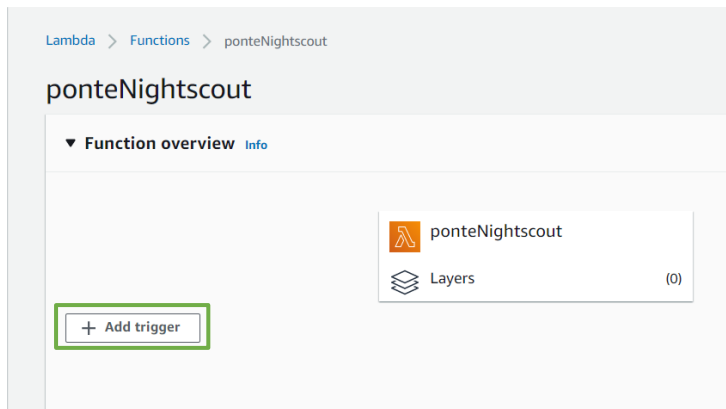 Lambda > Functions > ponteNightscout
ponteNightscout
▼ Function overview Info
ponteNightscout
Layers (0)
+ Add trigger